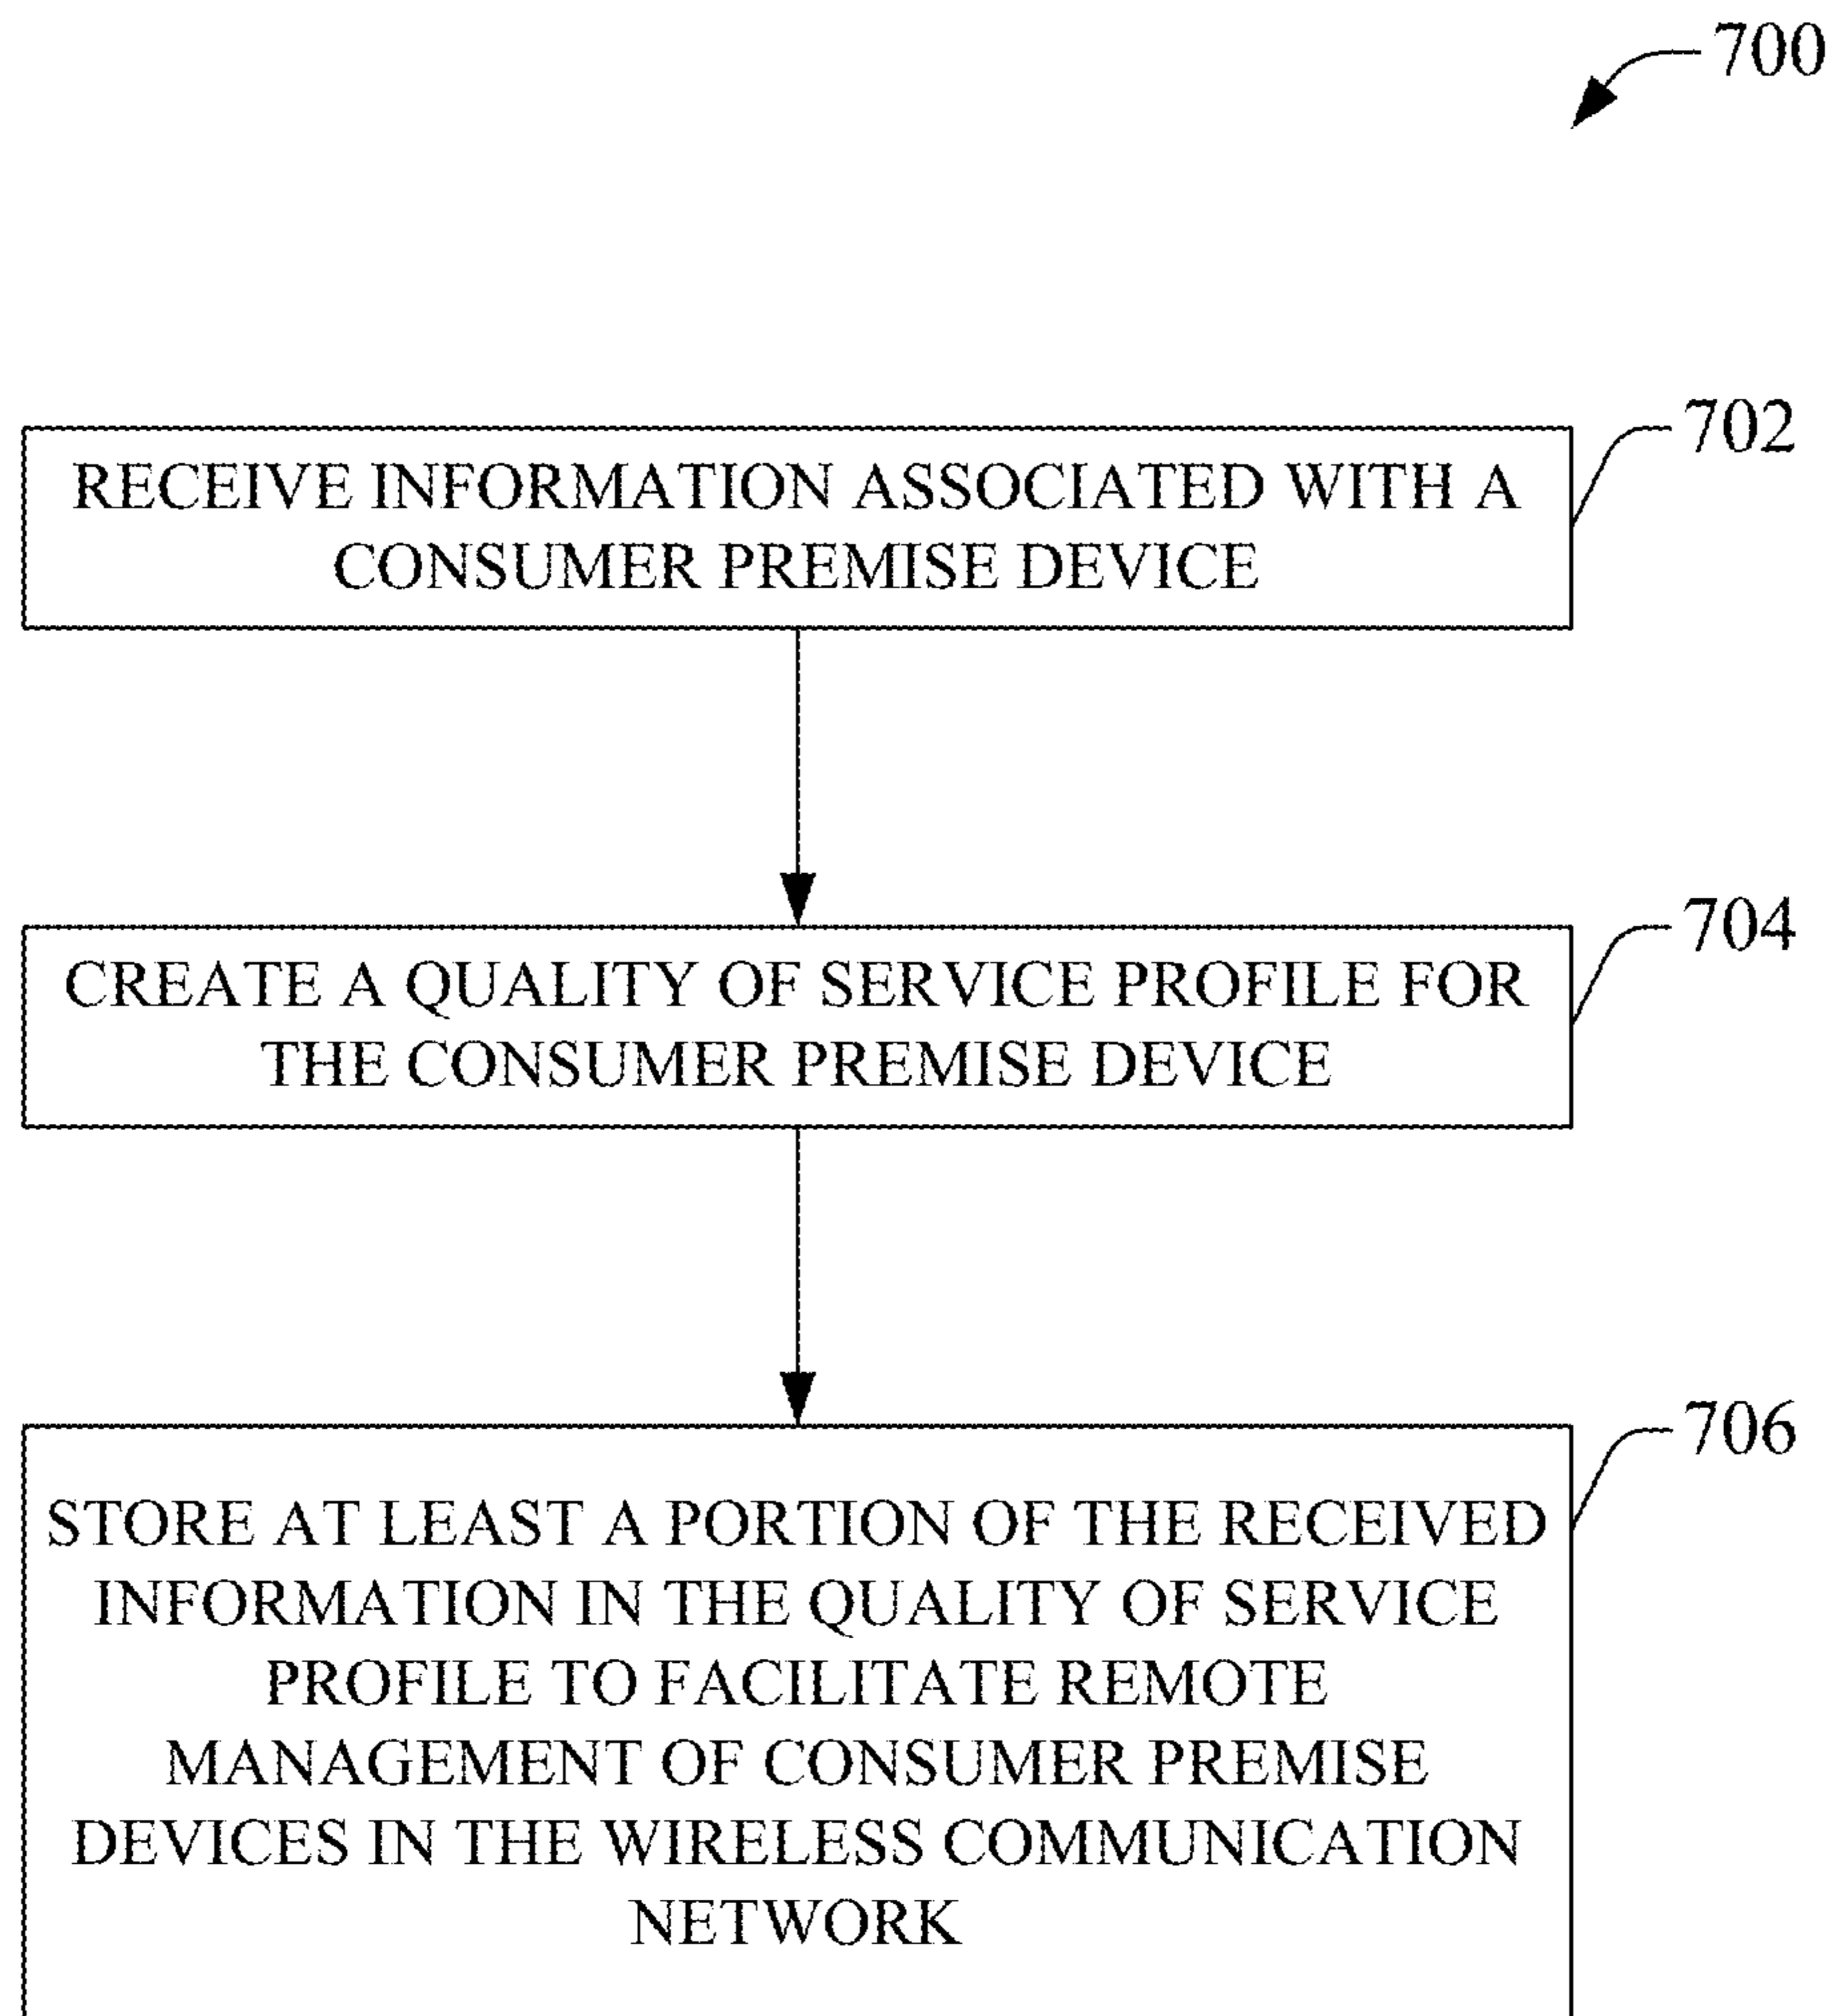 700
702
RECEIVE INFORMATION ASSOCIATED WITH A
CONSUMER PREMISE DEVICE
704
CREATE A QUALITY OF SERVICE PROFILE FOR
THE CONSUMER PREMISE DEVICE
706
STORE AT LEAST A PORTION OF THE RECEIVED
INFORMATION IN THE QUALITY OF SERVICE
PROFILE TO FACILITATE REMOTE
MANAGEMENT OF CONSUMER PREMISE
DEVICES IN THE WIRELESS COMMUNICATION
NETWORK